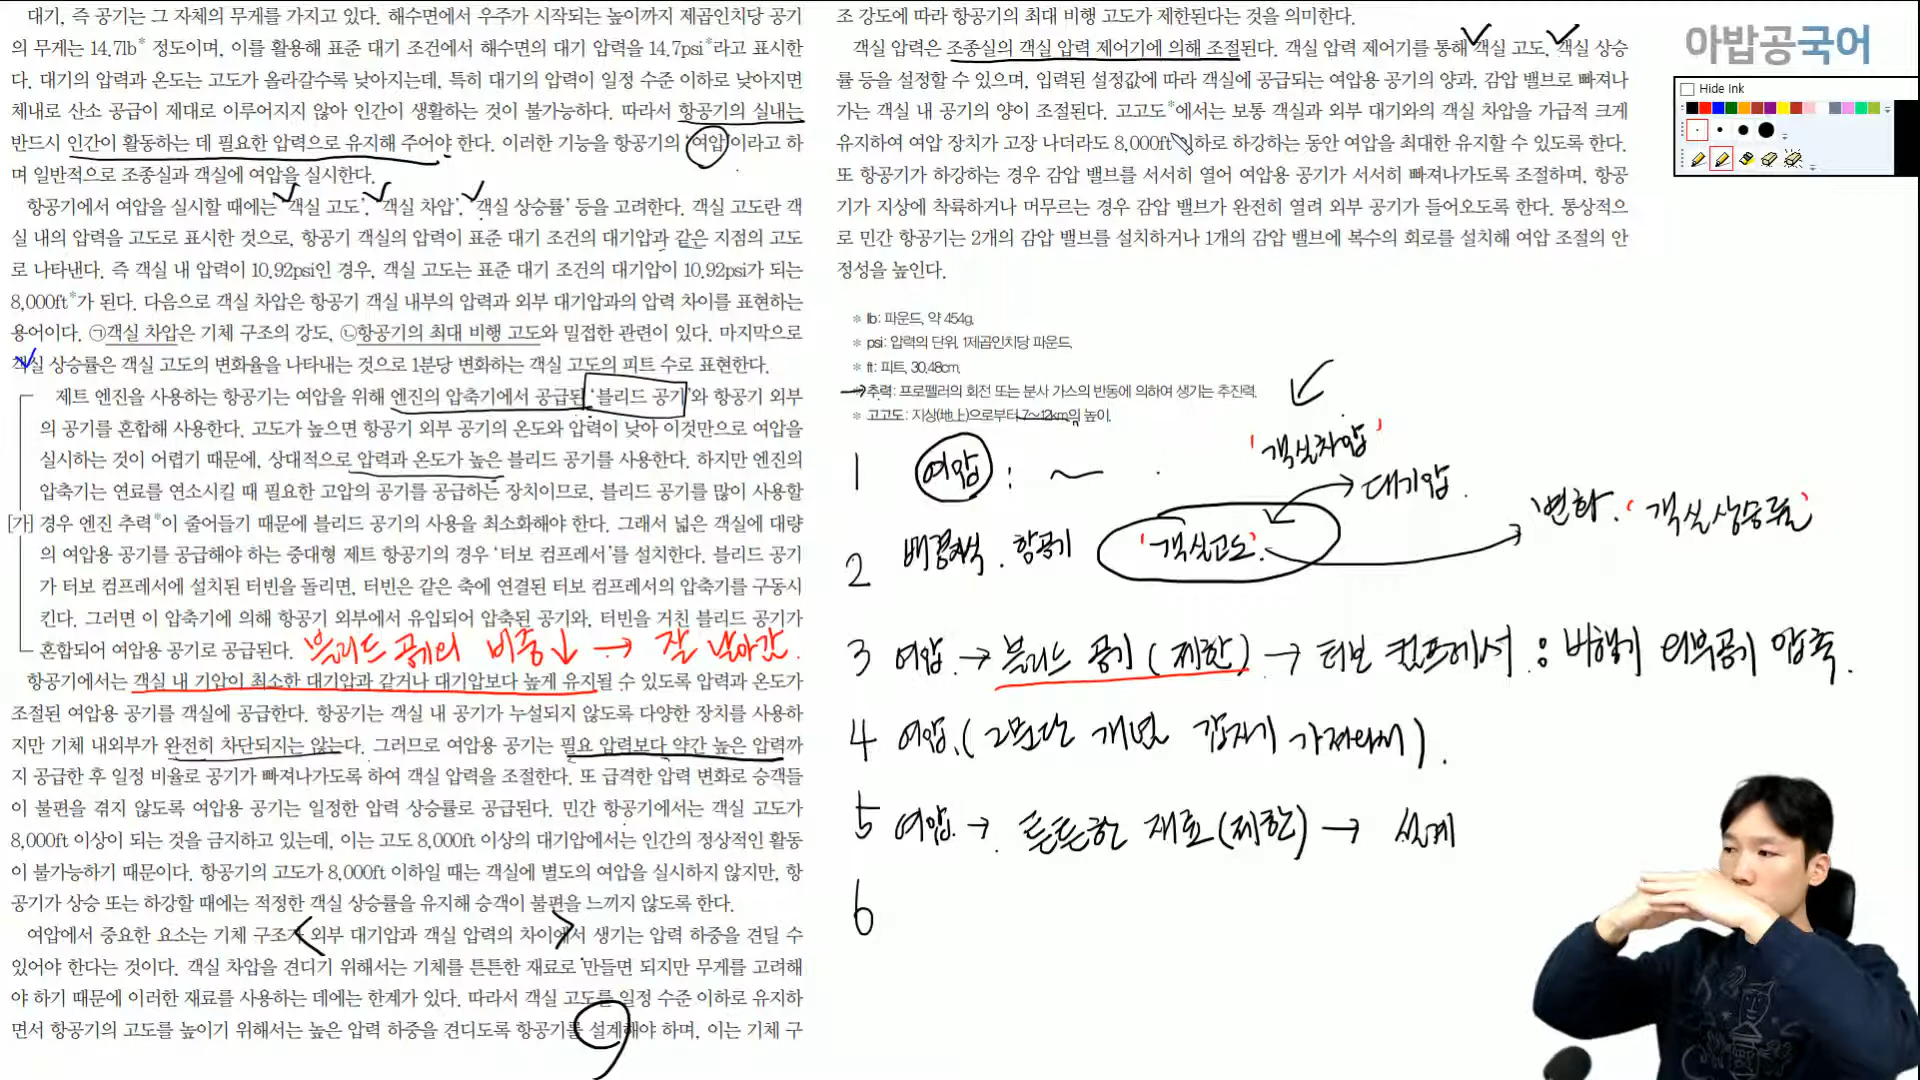 대기, 즉 공기는 그 자체의 무게를 가지고 있다. 해수면에서 우주가 시작되는 높이까지 제곱인치당 공기
의 무게는 14.7lb* 정도이며, 이를 활용해 표준 대기 조건에서 해수면의 대기 압력을 14.7psi*라고 표시한
다. 대기의 압력과 온도는 고도가 올라갈수록 낮아지는데, 특히 대기의 압력이 일정 수준 이하로 낮아지면
체내로 산소 공급이 제대로 이루어지지 않아 인간이 생활하는 것이 불가능하다. 따라서 항공기의 실내는
반드시 인간이 활동하는 데 필요한 압력으로 유지해 주어야 한다. 이러한 기능을 항공기의 '여압'이라고 하
며 일반적으로 조종실과 객실에 여압을 실시한다.
항공기에서 여압을 실시할 때에는 '객실 고도', '객실 차압', '객실 상승률' 등을 고려한다. 객실 고도란 객
실 내의 압력을 고도로 표시한 것으로, 항공기 객실의 압력이 표준 대기 조건의 대기압과 같은 지점의 고도
로 나타낸다. 즉 객실 내 압력이 10.92psi인 경우, 객실 고도는 표준 대기 조건의 대기압이 10.92psi가 되는
8,000ft*가 된다. 다음으로 객실 차압은 항공기 객실 내부의 압력과 외부 대기압과의 압력 차이를 표현하는
용어이다. ㉠객실 차압은 기체 구조의 강도, ㉡항공기의 최대 비행 고도와 밀접한 관련이 있다. 마지막으로
객실 상승률은 객실 고도의 변화율을 나타내는 것으로 1분당 변화하는 객실 고도의 피트 수로 표현한다.
제트 엔진을 사용하는 항공기는 여압을 위해 엔진의 압축기에서 공급된 '블리드 공기'와 항공기 외부
의 공기를 혼합해 사용한다. 고도가 높으면 항공기 외부 공기의 온도와 압력이 낮아 이것만으로 여압을
실시하는 것이 어렵기 때문에, 상대적으로 압력과 온도가 높은 블리드 공기를 사용한다. 하지만 엔진의
압축기는 연료를 연소시킬 때 필요한 고압의 공기를 공급하는 장치이므로, 블리드 공기를 많이 사용할
[가] 경우 엔진 추력*이 줄어들기 때문에 블리드 공기의 사용을 최소화해야 한다. 그래서 넓은 객실에 대량
의 여압용 공기를 공급해야 하는 중대형 제트 항공기의 경우 '터보 컴프레서'를 설치한다. 블리드 공기
가 터보 컴프레서에 설치된 터빈을 돌리면, 터빈은 같은 축에 연결된 터보 컴프레서의 압축기를 구동시
킨다. 그러면 이 압축기에 의해 항공기 외부에서 유입되어 압축된 공기와, 터빈을 거친 블리드 공기가
혼합되어 여압용 공기로 공급된다. 블리드 공기의 비중↓ → 잘 날아간.
항공기에서는 객실 내 기압이 최소한 대기압과 같거나 대기압보다 높게 유지될 수 있도록 압력과 온도가
조절된 여압용 공기를 객실에 공급한다. 항공기는 객실 내 공기가 누설되지 않도록 다양한 장치를 사용하
지만 기체 내외부가 완전히 차단되지는 않는다. 그러므로 여압용 공기는 필요 압력보다 약간 높은 압력까
지 공급한 후 일정 비율로 공기가 빠져나가도록 하여 객실 압력을 조절한다. 또 급격한 압력 변화로 승객들
이 불편을 겪지 않도록 여압용 공기는 일정한 압력 상승률로 공급된다. 민간 항공기에서는 객실 고도가
8,000ft 이상이 되는 것을 금지하고 있는데, 이는 고도 8,000ft 이상의 대기압에서는 인간의 정상적인 활동
이 불가능하기 때문이다. 항공기의 고도가 8,000ft 이하일 때는 객실에 별도의 여압을 실시하지 않지만, 항
공기가 상승 또는 하강할 때에는 적정한 객실 상승률을 유지해 승객이 불편을 느끼지 않도록 한다.
여압에서 중요한 요소는 기체 구조가 외부 대기압과 객실 압력의 차이에서 생기는 압력 하중을 견딜 수
있어야 한다는 것이다. 객실 차압을 견디기 위해서는 기체를 튼튼한 재료로 만들면 되지만 무게를 고려해
야 하기 때문에 이러한 재료를 사용하는 데에는 한계가 있다. 따라서 객실 고도를 일정 수준 이하로 유지하
면서 항공기의 고도를 높이기 위해서는 높은 압력 하중을 견디도록 항공기를 설계해야 하며, 이는 기체 구
조 강도에 따라 항공기의 최대 비행 고도가 제한된다는 것을 의미한다.
객실 압력은 조종실의 객실 압력 제어기에 의해 조절된다. 객실 압력 제어기를 통해 객실 고도, 객실 상승
률 등을 설정할 수 있으며, 입력된 설정값에 따라 객실에 공급되는 여압용 공기의 양과, 감압 밸브로 빠져나
가는 객실 내 공기의 양이 조절된다. 고고도*에서는 보통 객실과 외부 대기와의 객실 차압을 가급적 크게
유지하여 여압 장치가 고장 나더라도 8,000ft 이하로 하강하는 동안 여압을 최대한 유지할 수 있도록 한다.
또 항공기가 하강하는 경우 감압 밸브를 서서히 열어 여압용 공기가 서서히 빠져나가도록 조절하며, 항공
기가 지상에 착륙하거나 머무르는 경우 감압 밸브가 완전히 열려 외부 공기가 들어오도록 한다. 통상적으
로 민간 항공기는 2개의 감압 밸브를 설치하거나 1개의 감압 밸브에 복수의 회로를 설치해 여압 조절의 안
정성을 높인다.
* lb: 파운드, 약 454g.
* psi: 압력의 단위, 1제곱인치당 파운드.
* ft: 피트, 30.48cm.
* 추력: 프로펠러의 회전 또는 분사 가스의 반동에 의하여 생기는 추진력.
* 고고도: 지상(地上)으로부터 7~12km의 높이.
'객실차압'
1 여압 : ~
대기압.
변화. '객실상승률'
2 배경지식. 항공기 '객실고도'.
3 여압 → 블리드 공기 (제한) → 터보 컴프레서 : 비행기 외부공기 압축.
4 여압. (2문단 개념 갑자기 가져와서).
5 여압. → 튼튼한 재료(제한) → 설계
6
아밥공국어
Hide Ink